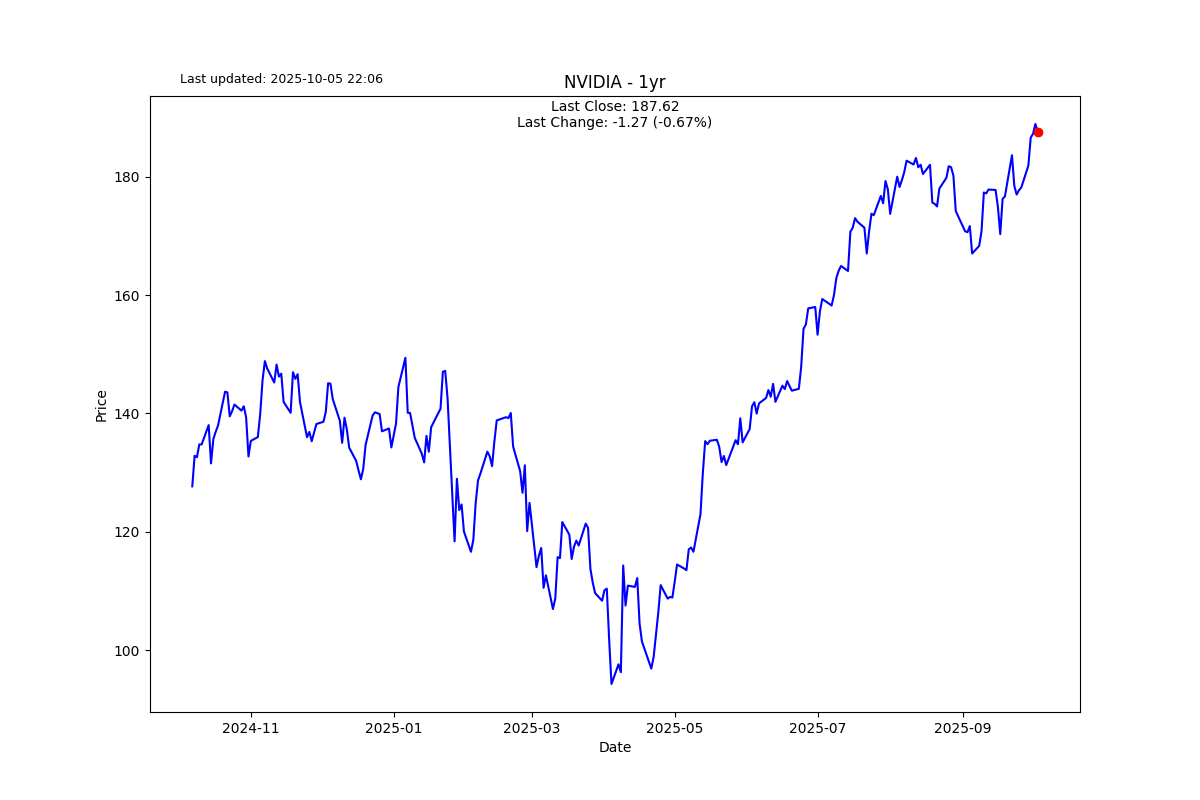 Last updated: 2025-10-05 22:06
NVIDIA - 1yr
Last Close: 187.62
Last Change: -1.27 (-0.67%)
180
160
140
120
100
Price
2024-11
2025-01
2025-03
2025-05
2025-07
2025-09
Date